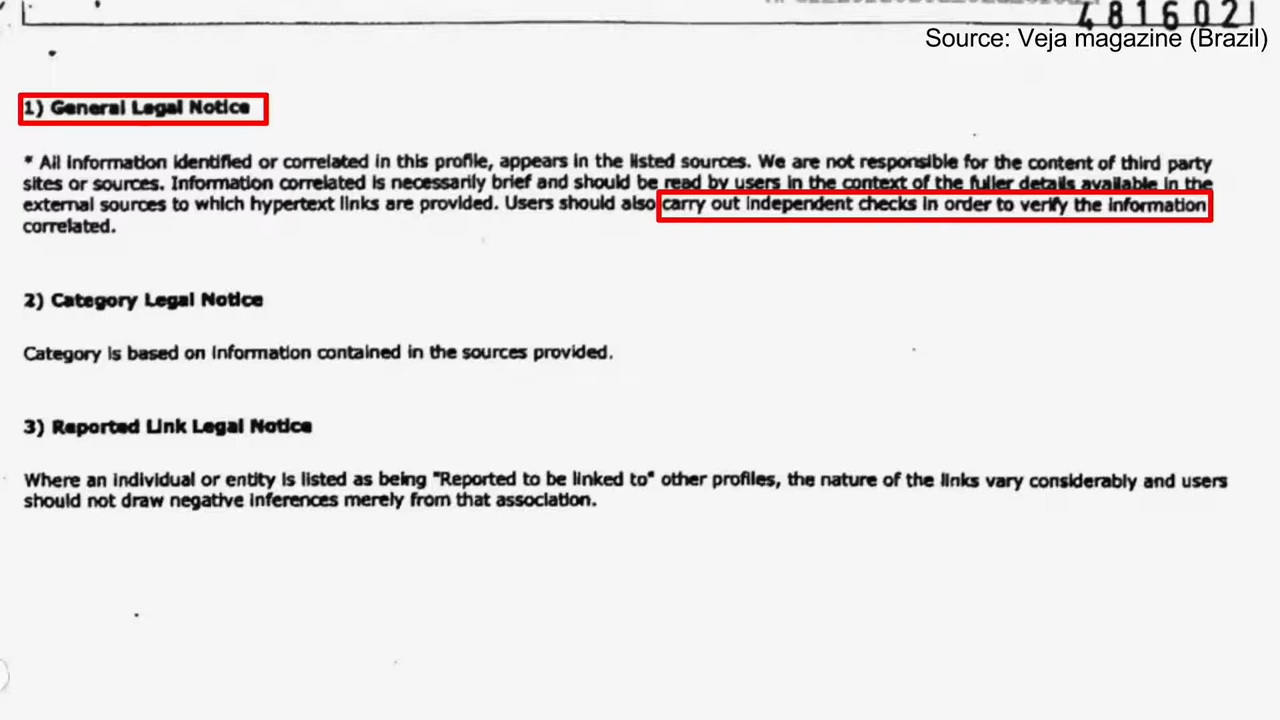 481602
Source: Veja magazine (Brazil)
1) General Legal Notice
* All information identified or correlated in this profile, appears in the listed sources. We are not responsible for the content of third party
sites or sources. Information correlated is necessarily brief and should be read by users in the context of the fuller details available in the
external sources to which hypertext links are provided. Users should also carry out independent checks in order to verify the information
correlated.
2) Category Legal Notice
Category is based on information contained in the sources provided.
3) Reported Link Legal Notice
Where an individual or entity is listed as being "Reported to be linked to" other profiles, the nature of the links vary considerably and users
should not draw negative inferences merely from that association.